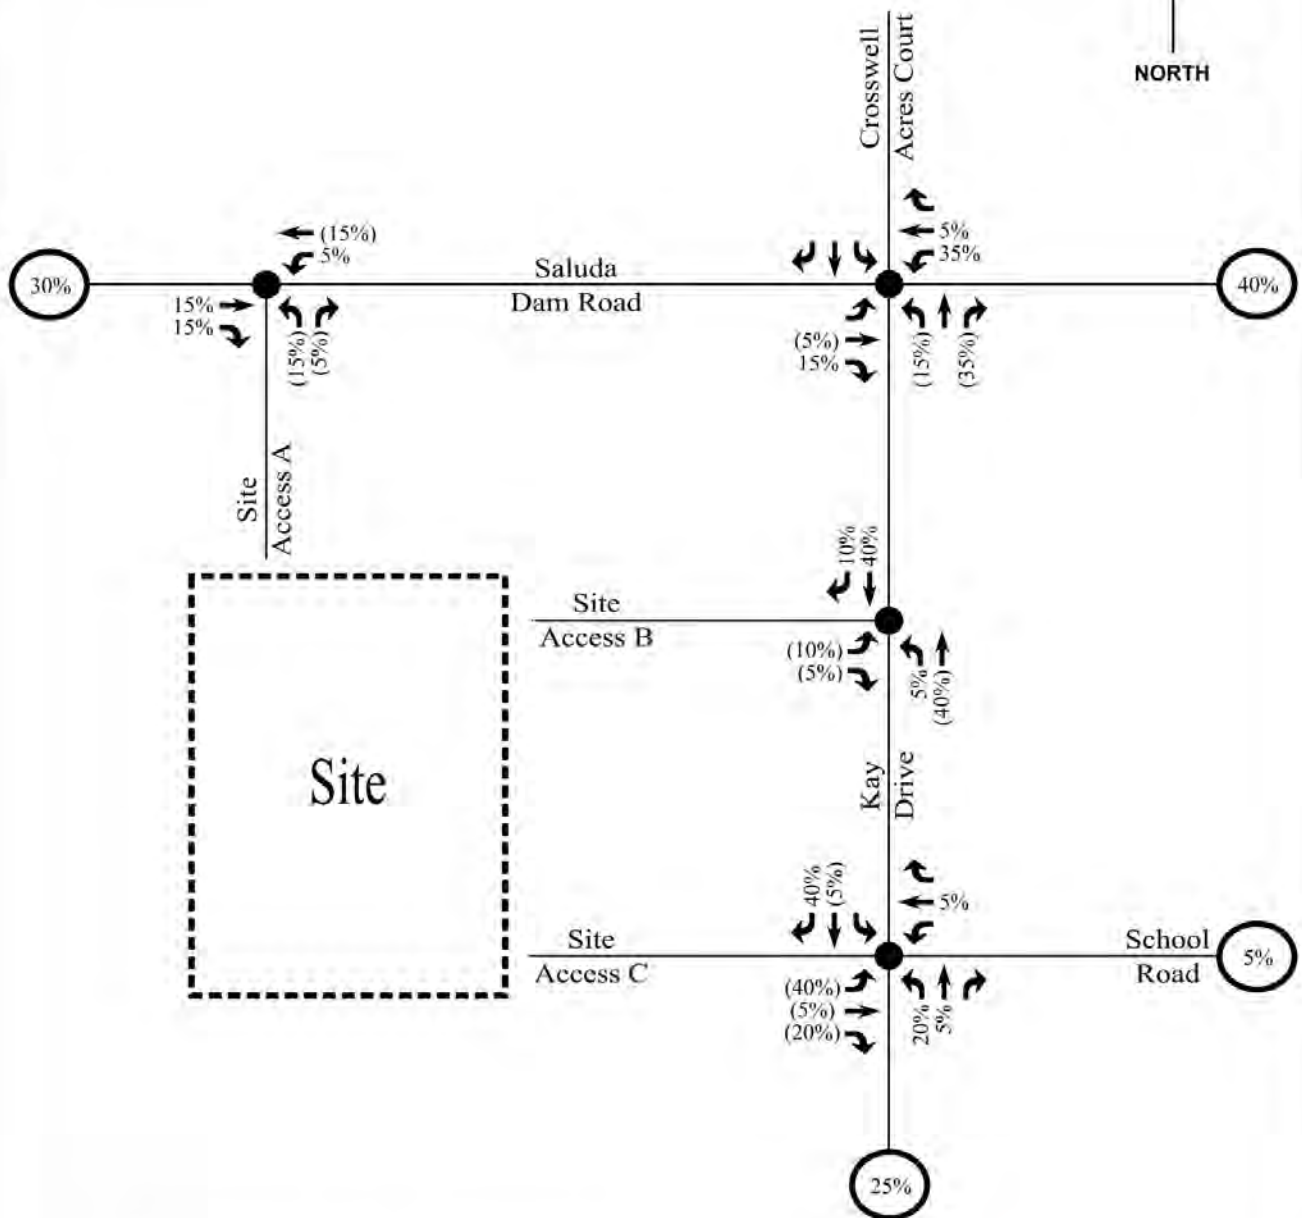 NORTH
Crosswell
Acres Court
(15%)
5%
30%
Saluda
Dam Road
15%
15%
(15%)
(5%)
5%
35%
40%
(5%)
15%
(15%)
(35%)
Site
Access A
10%
40%
Site
Access B
(10%)
(5%)
5%
(40%)
Site
Kay
Drive
40%
(5%)
5%
Site
Access C
School
Road
5%
(40%)
(5%)
(20%)
20%
5%
25%